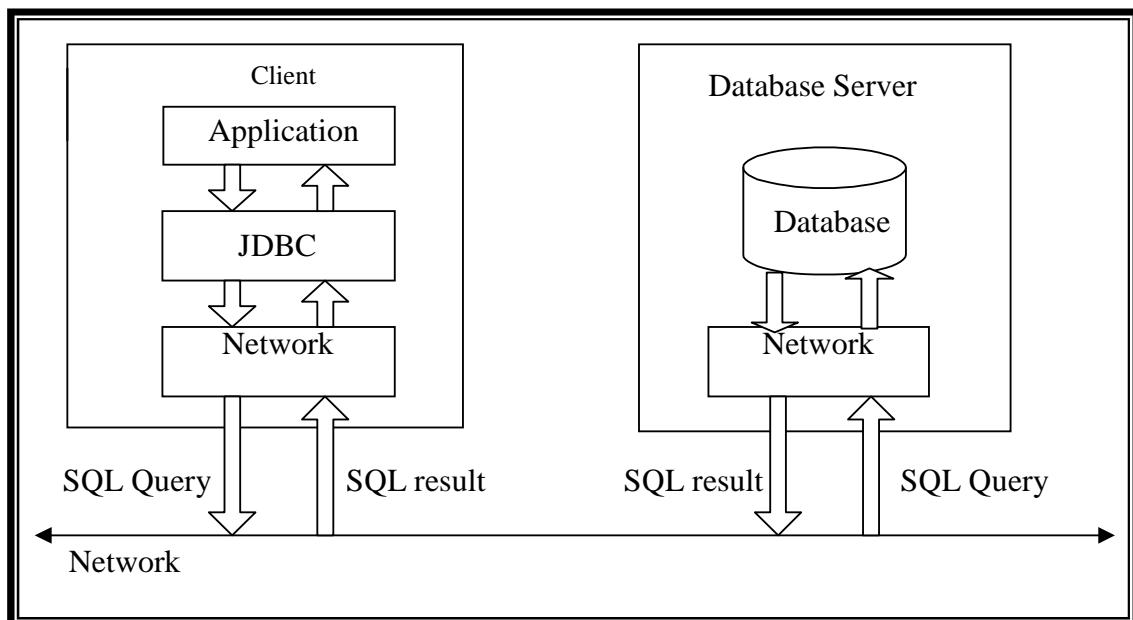 Client
Application
JDBC
Network
SQL Query
SQL result
Database Server
Database
Network
SQL result
SQL Query
Network